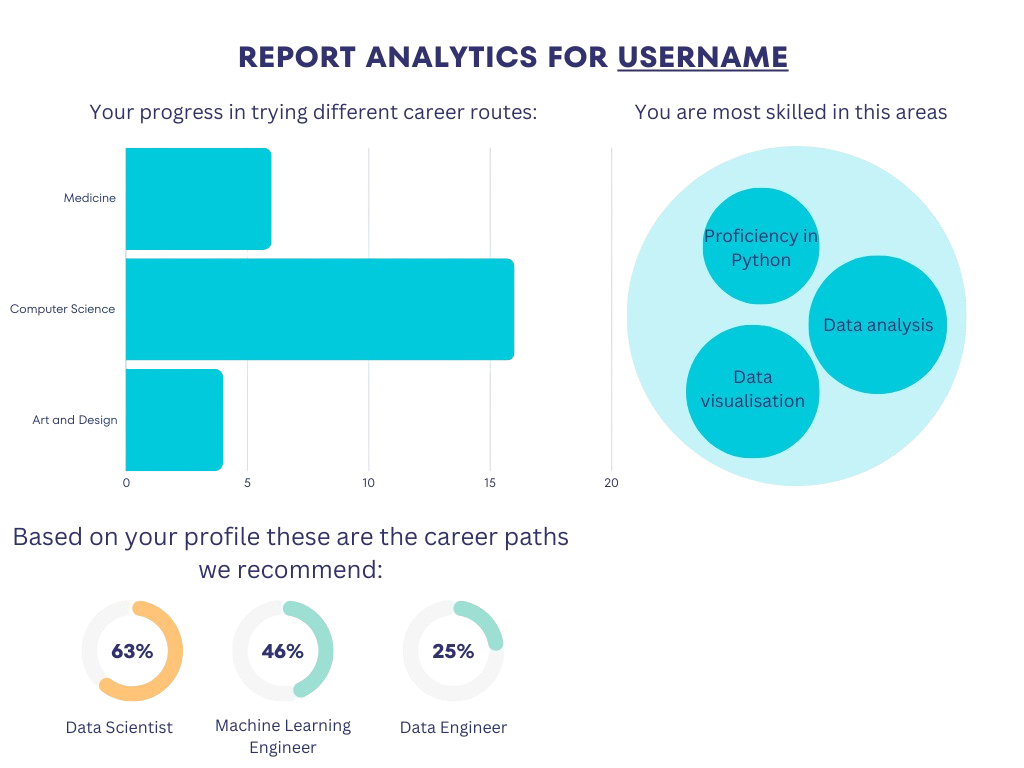 REPORT ANALYTICS FOR USERNAME
Your progress in trying different career routes:
Medicine
Computer Science
Art and Design
0 5 10 15 20
You are most skilled in this areas
Proficiency in
Python
Data analysis
Data
visualisation
Based on your profile these are the career paths
we recommend:
63%
Data Scientist
46%
Machine Learning
Engineer
25%
Data Engineer